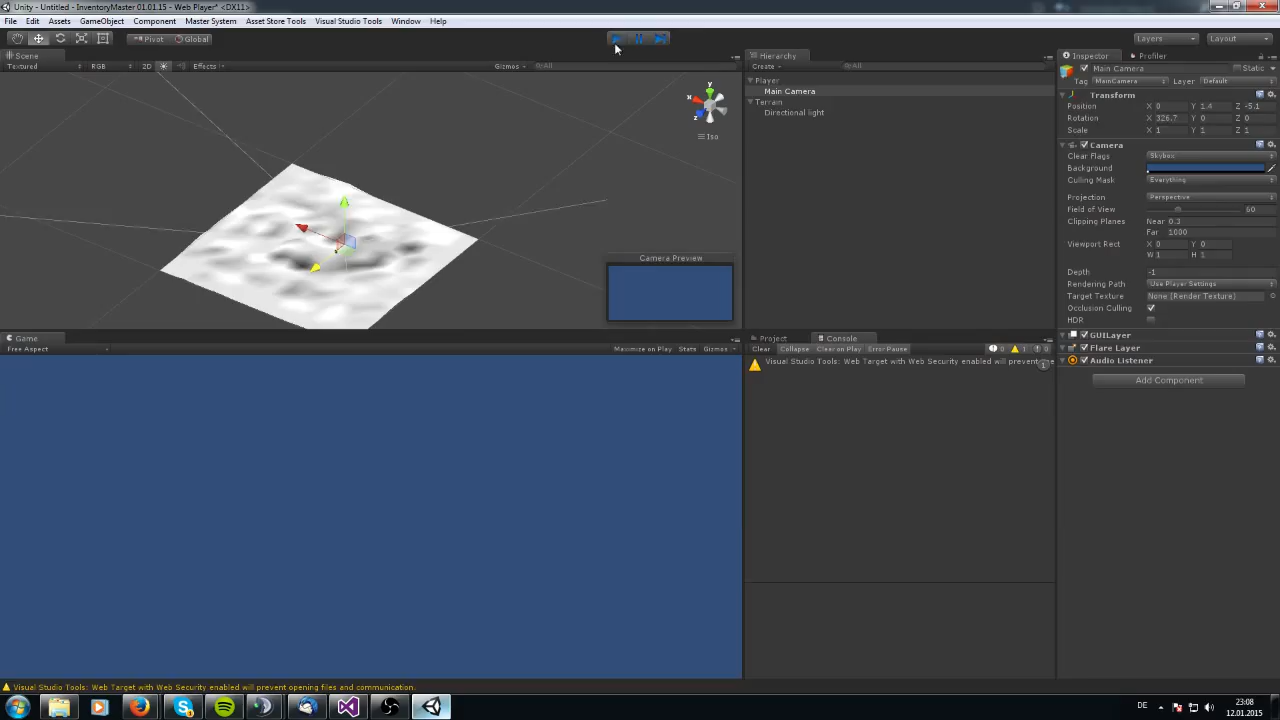 Unity - Untitled - InventoryMaster 01.01.15 - Web Player* <DX11>
File Edit Assets GameObject Component Master System Asset Store Tools Visual Studio Tools Window Help
Pivot Global Layers Layout
Scene
Textured RGB 2D Effects Gizmos All
y
x
z
Iso
Camera Preview
Hierarchy
Create All
Player
Main Camera
Terrain
Directional light
Inspector Profiler
Main Camera Static
Tag MainCamera Layer Default
Transform
Position X 0 Y 1.4 Z -5.1
Rotation X 326.7 Y 0 Z 0
Scale X 1 Y 1 Z 1
Camera
Clear Flags Skybox
Background
Culling Mask Everything
Projection Perspective
Field of View 60
Clipping Planes Near 0.3
Far 1000
Viewport Rect X 0 Y 0
W 1 H 1
Depth -1
Rendering Path Use Player Settings
Target Texture None (Render Texture)
Occlusion Culling
HDR
GUILayer
Flare Layer
Audio Listener
Add Component
Game
Free Aspect Maximize on Play Stats Gizmos
Project Console
Clear Collapse Clear on Play Error Pause 0 1 0
Visual Studio Tools: Web Target with Web Security enabled will prevent 1
Visual Studio Tools: Web Target with Web Security enabled will prevent opening files and communication.
DE 23:08
12.01.2015